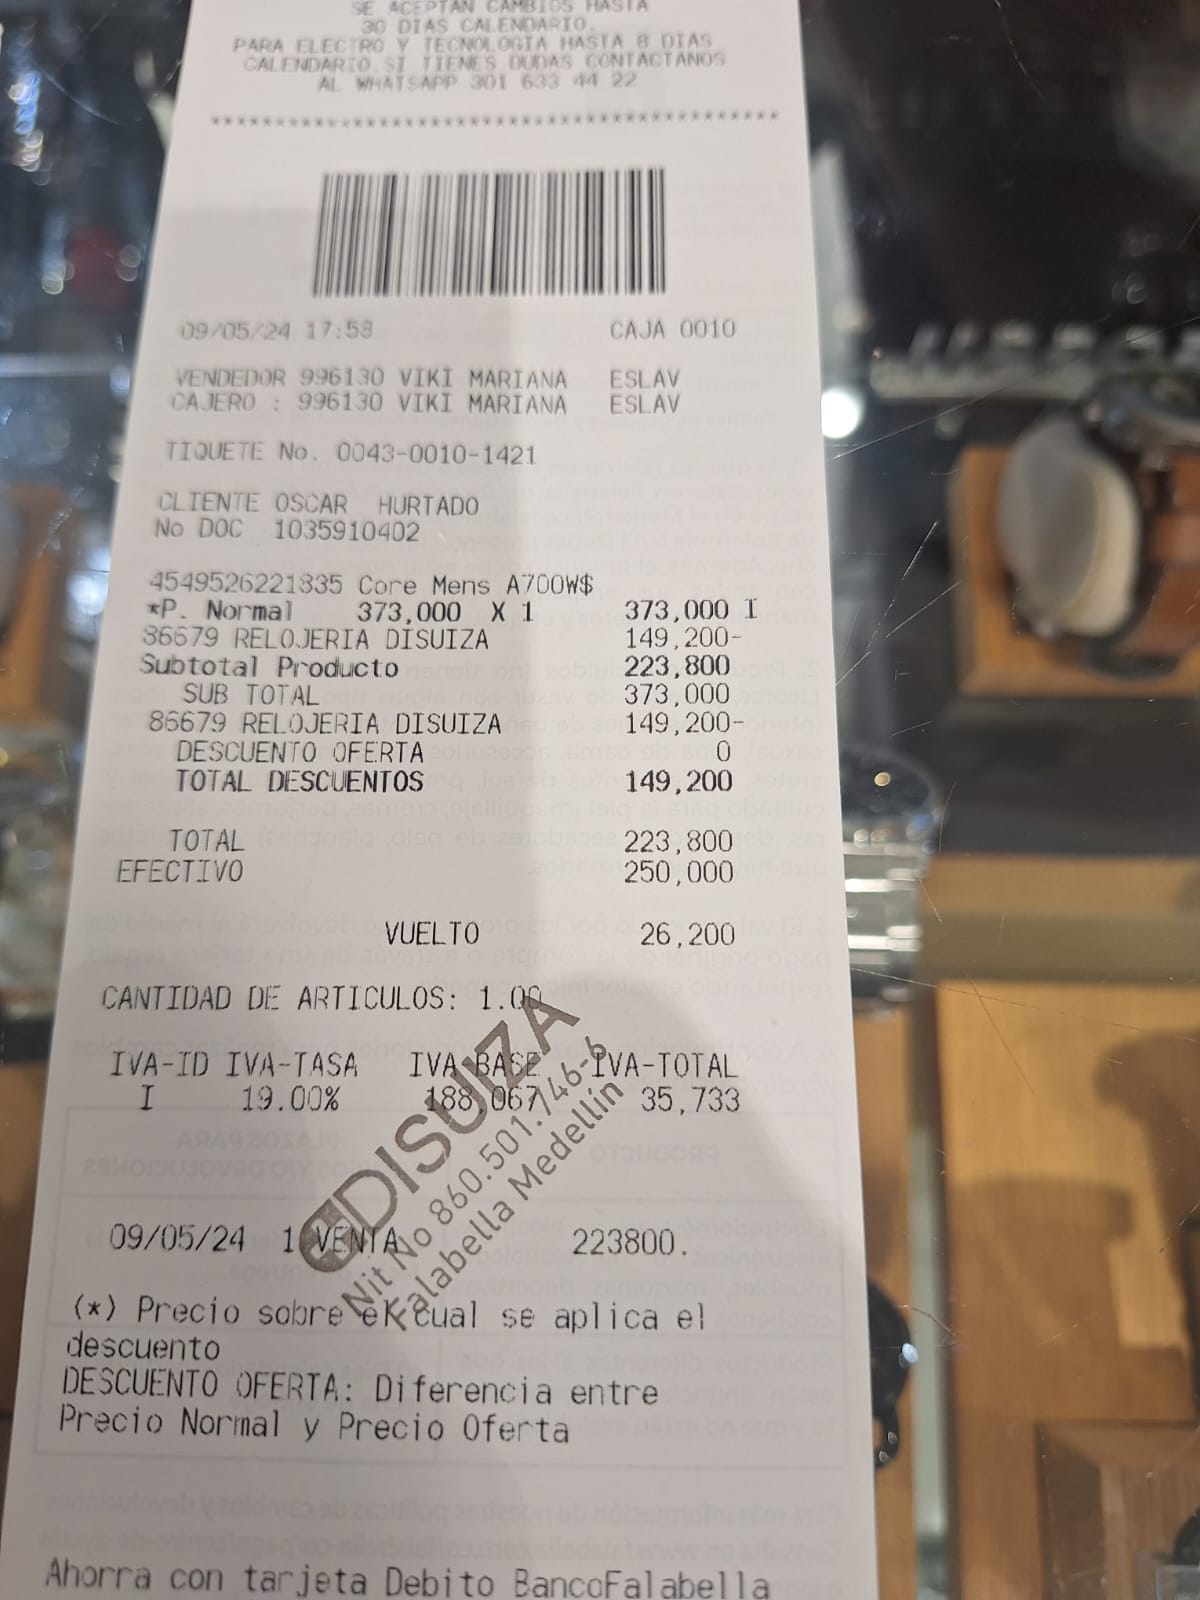 SE ACEPTAN CAMBIOS HASTA
30 DIAS CALENDARIO.
PARA ELECTRO Y TECNOLOGIA HASTA 8 DIAS
CALENDARIO.SI TIENES DUDAS CONTACTANOS
AL WHATSAPP 301 633 44 22
09/05/24 17:58 CAJA 0010
VENDEDOR 996130 VIKI MARIANA ESLAV
CAJERO : 996130 VIKI MARIANA ESLAV
TIQUETE No. 0043-0010-1421
CLIENTE OSCAR HURTADO
No DOC 1035910402
4549526221835 Core Mens A700W$
*P. Normal 373,000 X 1 373,000 I
86679 RELOJERIA DISUIZA 149,200-
Subtotal Producto 223,800
SUB TOTAL 373,000
86679 RELOJERIA DISUIZA 149,200-
DESCUENTO OFERTA 0
TOTAL DESCUENTOS 149,200
TOTAL 223,800
EFECTIVO 250,000
VUELTO 26,200
CANTIDAD DE ARTICULOS: 1.00
IVA-ID IVA-TASA IVA-BASE IVA-TOTAL
I 19.00% 188,067 35,733
DISUIZA
Nit No 860.501.746-6
Falabella Medellín
09/05/24 1 VENTA 223800.
(*) Precio sobre el cual se aplica el
descuento
DESCUENTO OFERTA: Diferencia entre
Precio Normal y Precio Oferta
Ahorra con tarjeta Debito BancoFalabella